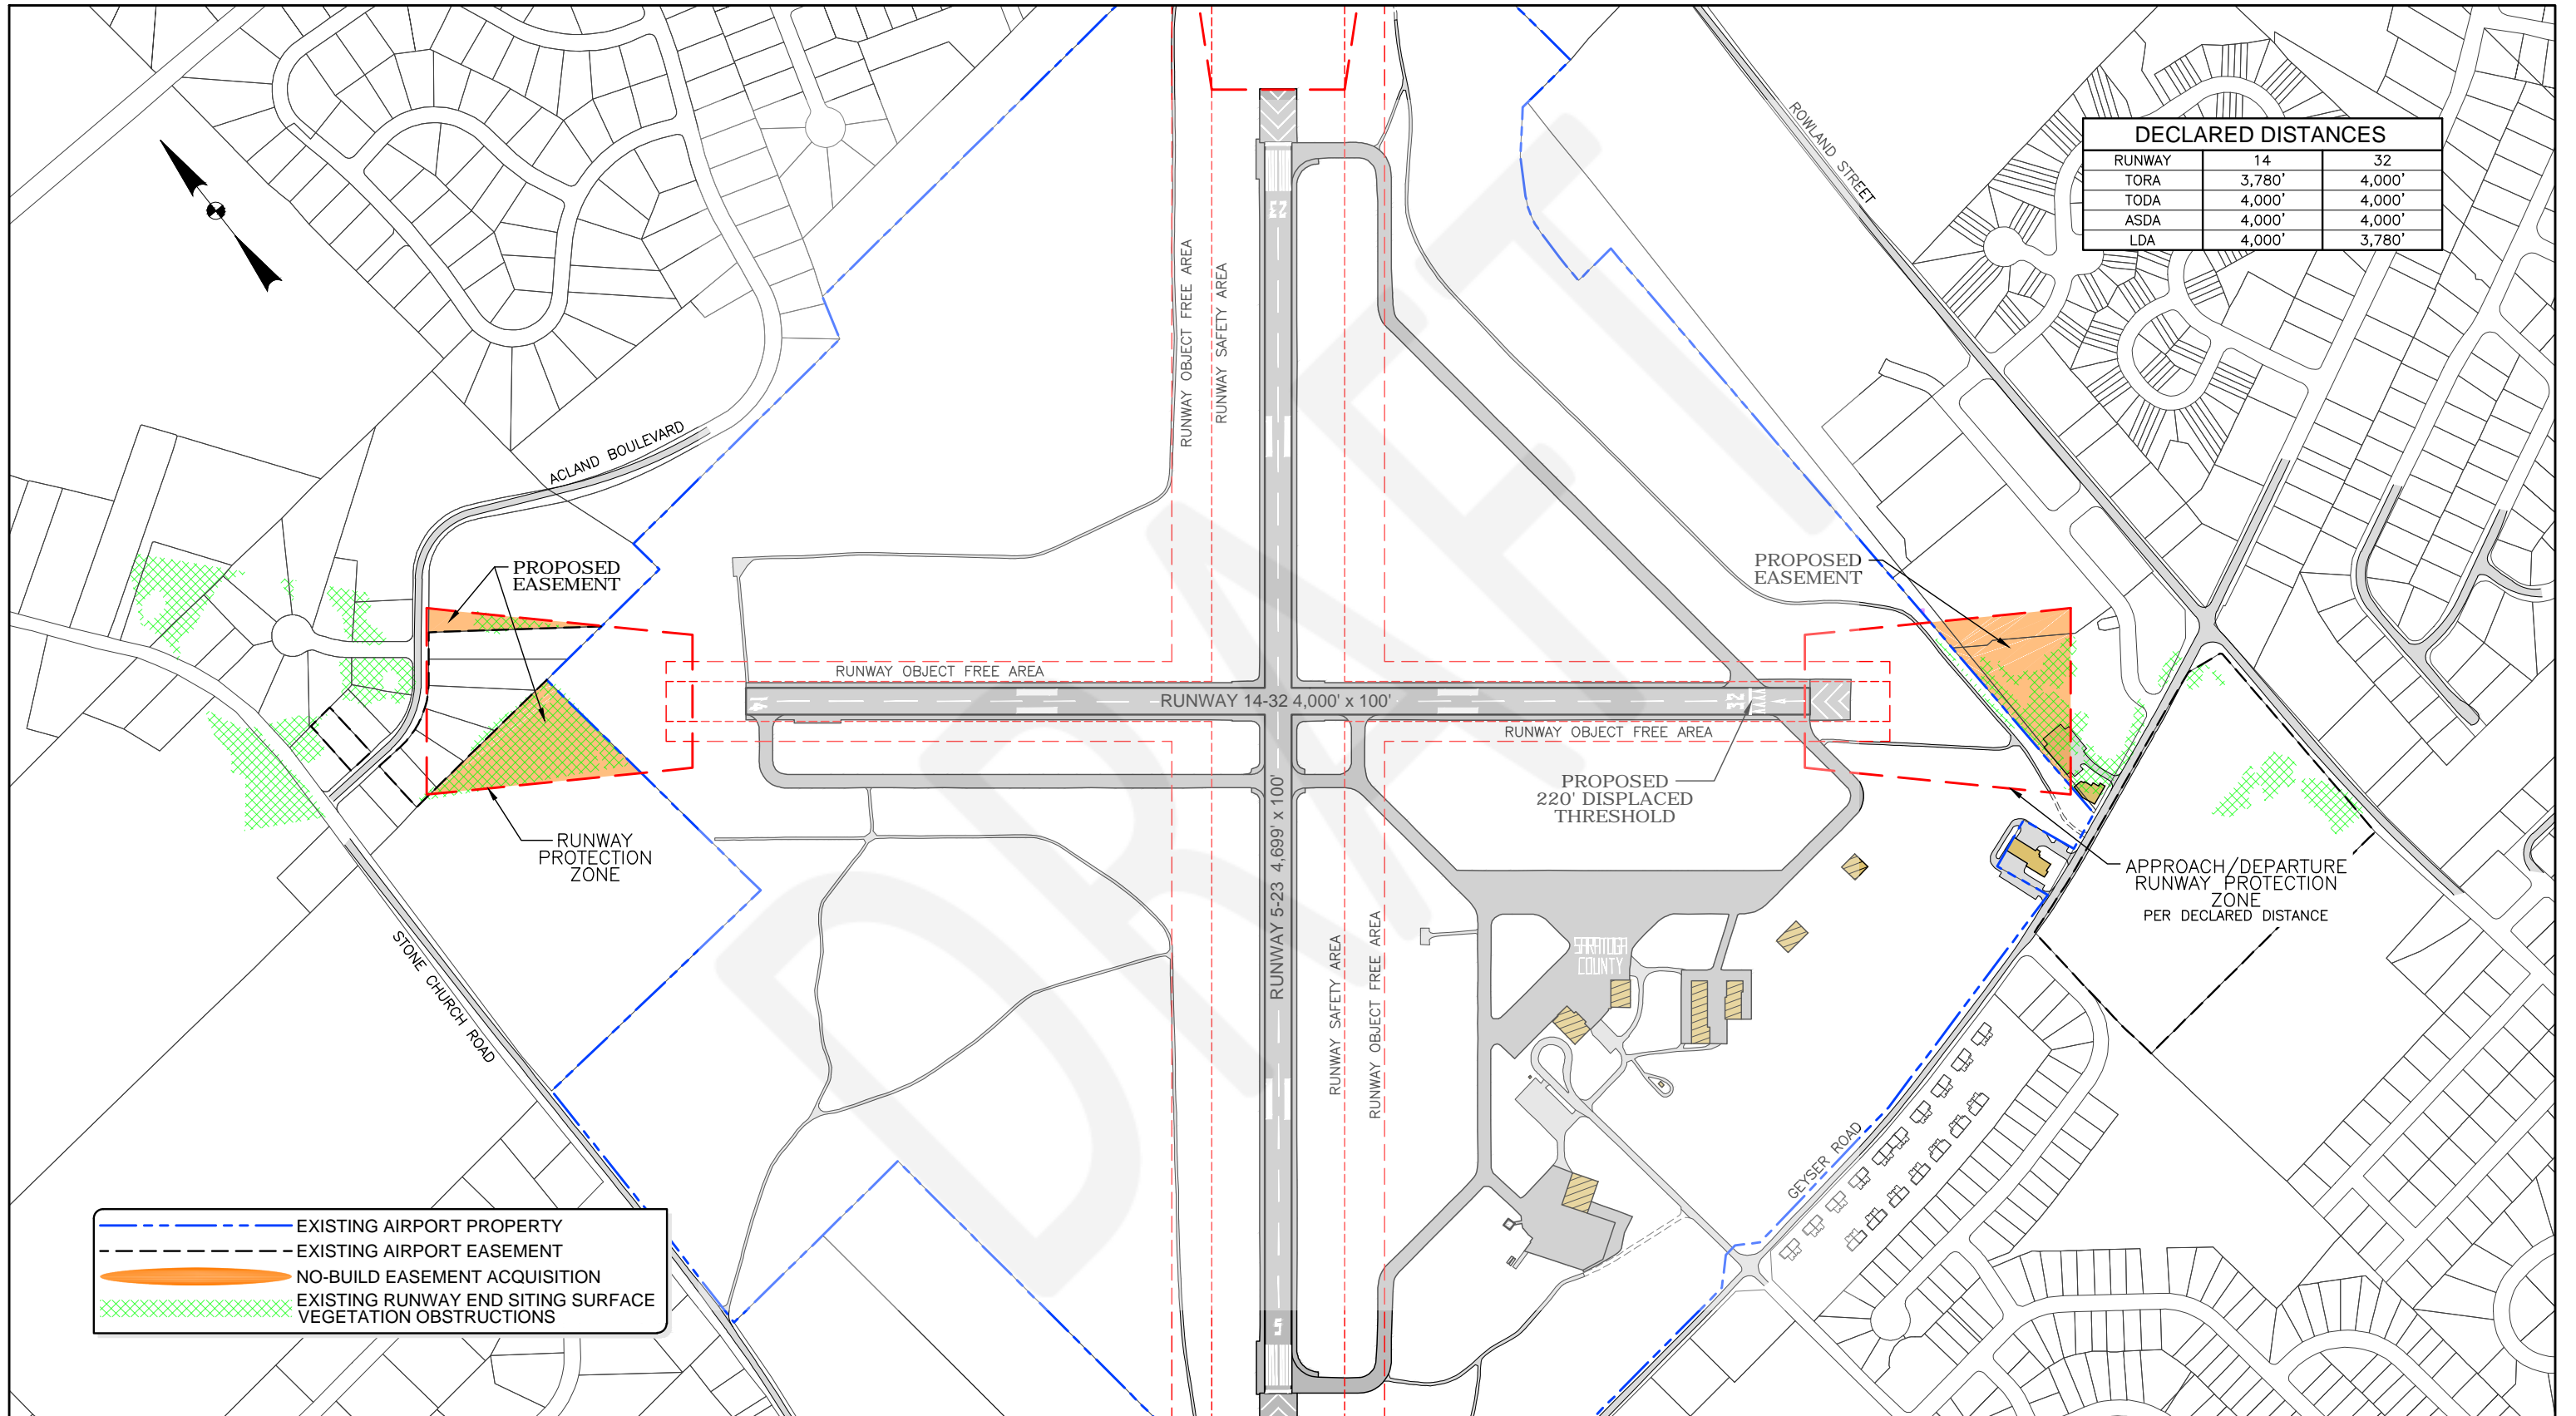 DECLARED DISTANCES
RUNWAY 14 32
TORA 3,780' 4,000'
TODA 4,000' 4,000'
ASDA 4,000' 4,000'
LDA 4,000' 3,780'
ROWLAND STREET
23
RUNWAY OBJECT FREE AREA
RUNWAY SAFETY AREA
ACLAND BOULEVARD
PROPOSED
EASEMENT
PROPOSED
EASEMENT
RUNWAY OBJECT FREE AREA
14
RUNWAY 14-32 4,000' x 100'
32
RUNWAY OBJECT FREE AREA
PROPOSED
220' DISPLACED
THRESHOLD
RUNWAY
PROTECTION
ZONE
APPROACH/DEPARTURE
RUNWAY PROTECTION
ZONE
PER DECLARED DISTANCE
RUNWAY 5-23 4,699' x 100'
STONE CHURCH ROAD
RUNWAY SAFETY AREA
RUNWAY OBJECT FREE AREA
SARATOGA
COUNTY
GEYSER ROAD
5
DRAFT
EXISTING AIRPORT PROPERTY
EXISTING AIRPORT EASEMENT
NO-BUILD EASEMENT ACQUISITION
EXISTING RUNWAY END SITING SURFACE
VEGETATION OBSTRUCTIONS